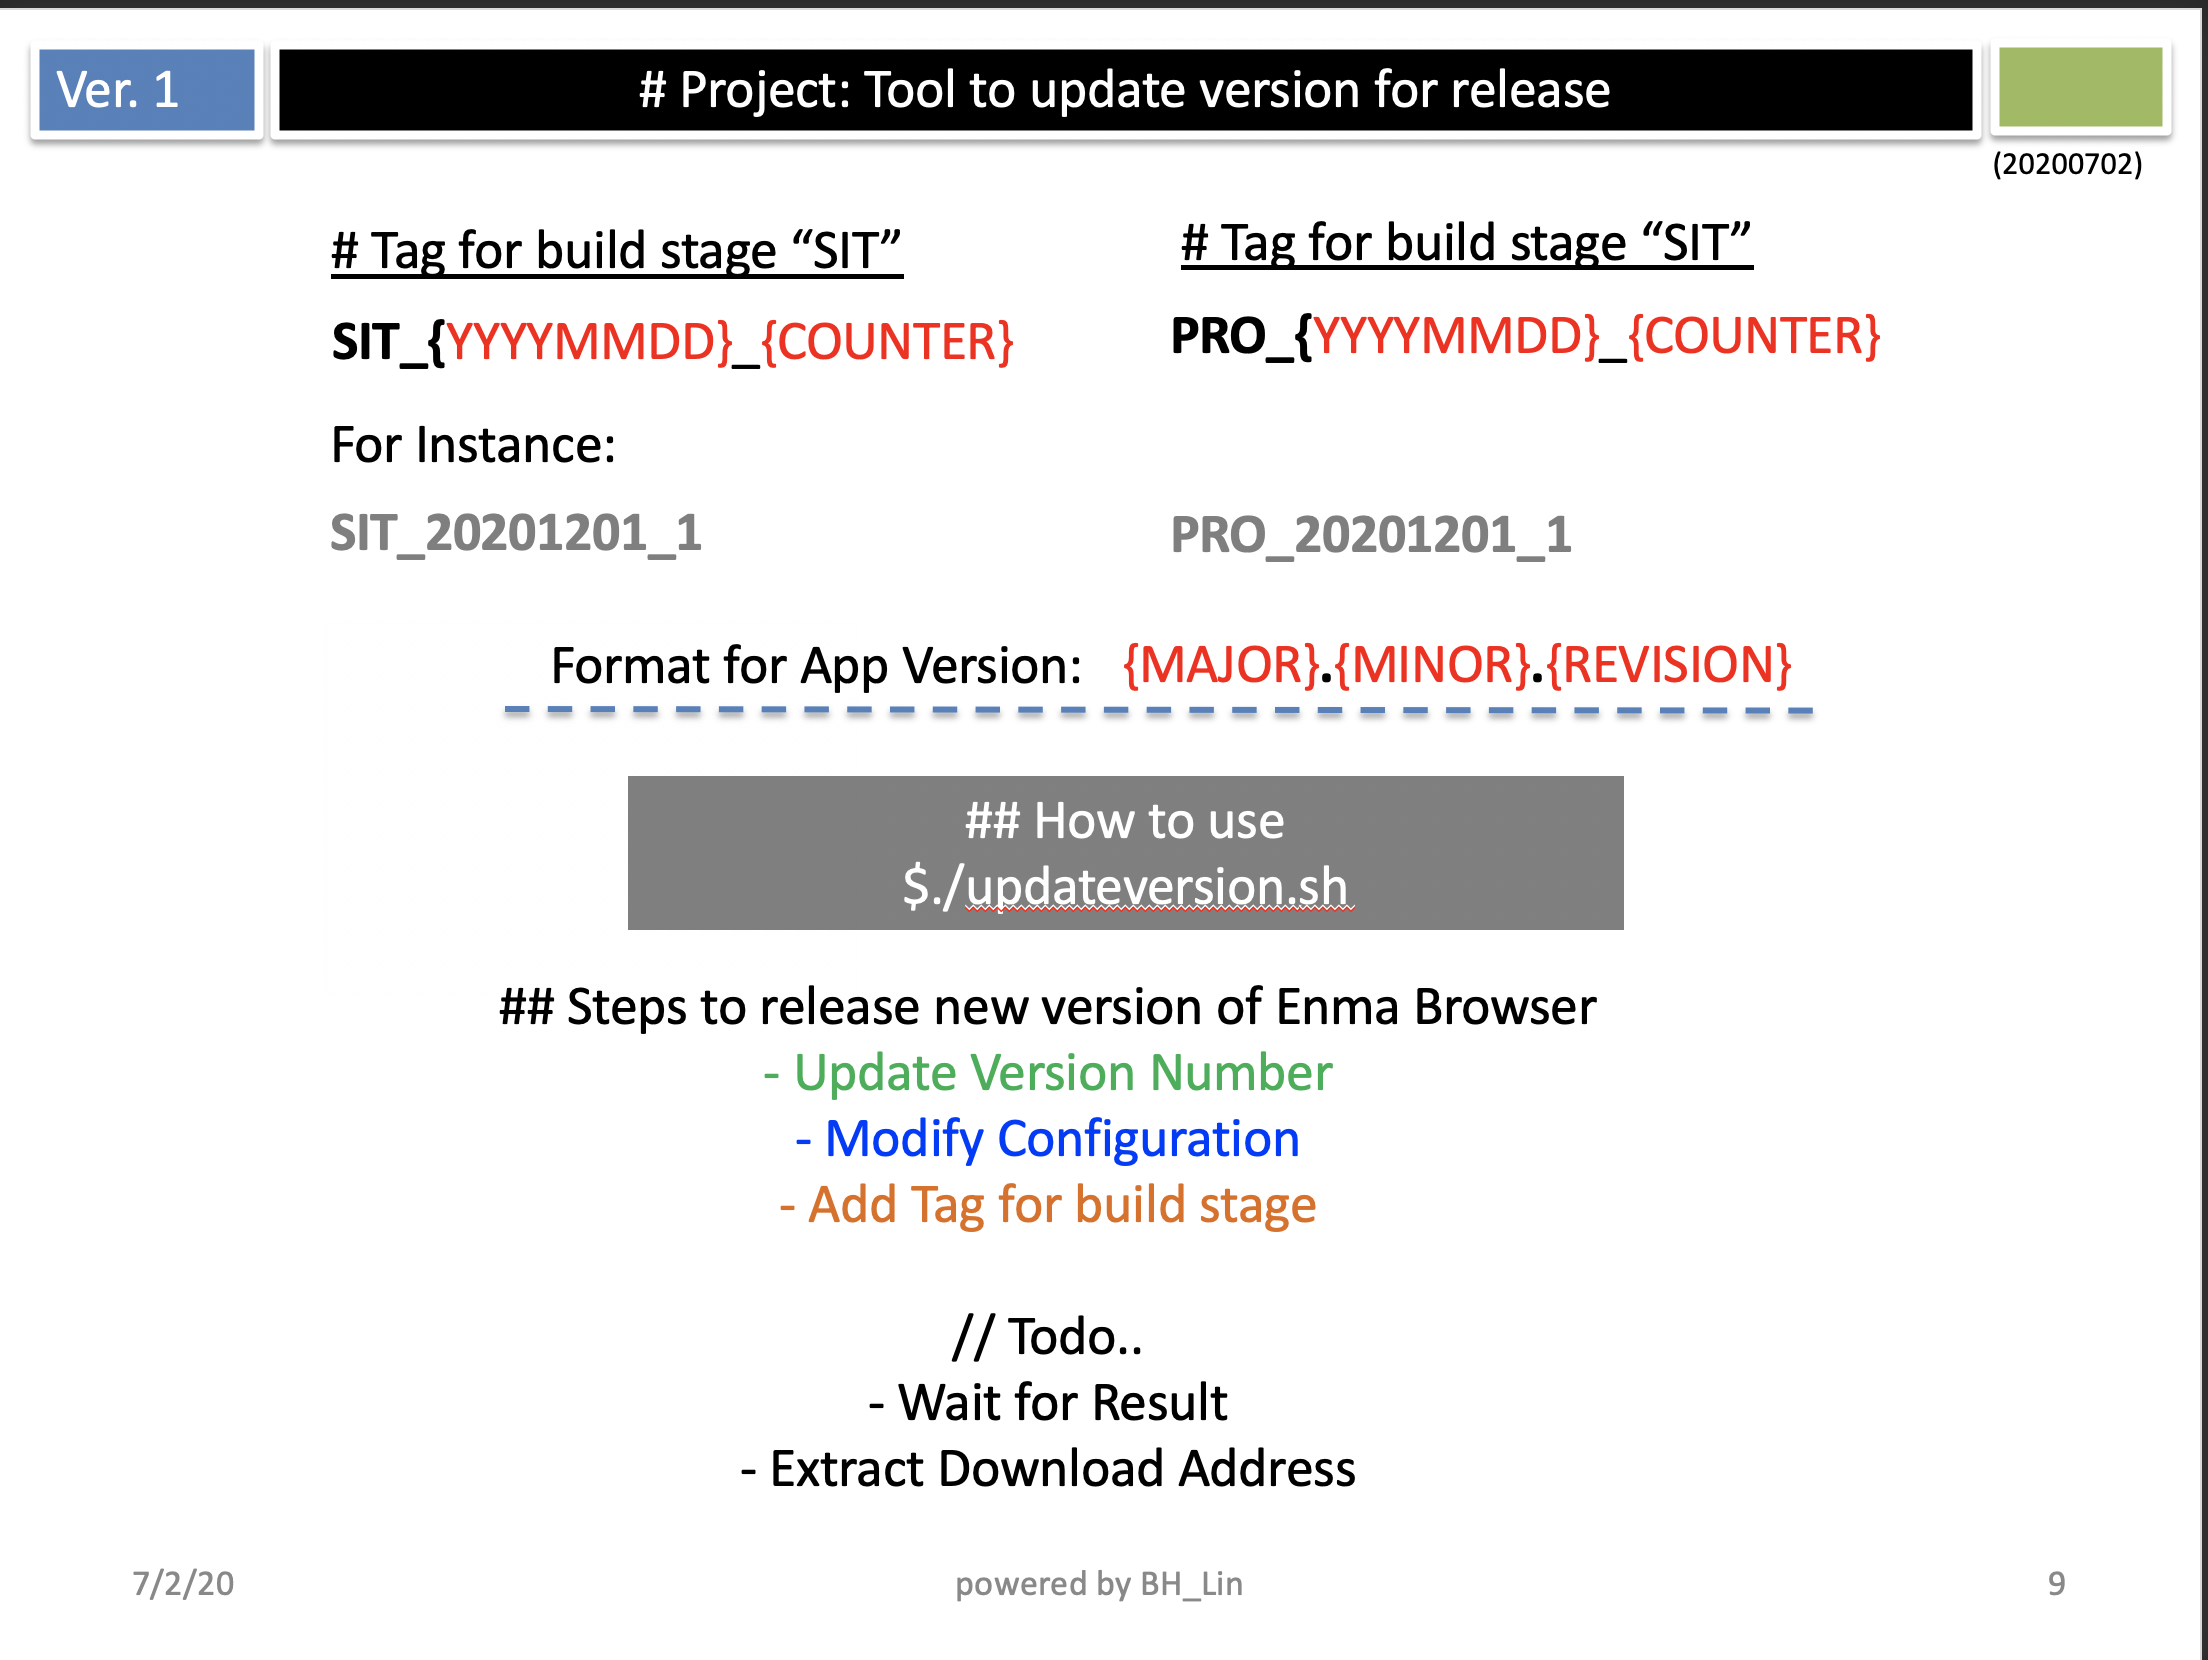 Ver. 1
# Project: Tool to update version for release
(20200702)
# Tag for build stage “SIT”
# Tag for build stage “SIT”
SIT_{YYYYMMDD}_{COUNTER}
PRO_{YYYYMMDD}_{COUNTER}
For Instance:
SIT_20201201_1
PRO_20201201_1
Format for App Version: {MAJOR}.{MINOR}.{REVISION}
## How to use
$./updateversion.sh
## Steps to release new version of Enma Browser
- Update Version Number
- Modify Configuration
- Add Tag for build stage
// Todo..
- Wait for Result
- Extract Download Address
7/2/20
powered by BH_Lin
9